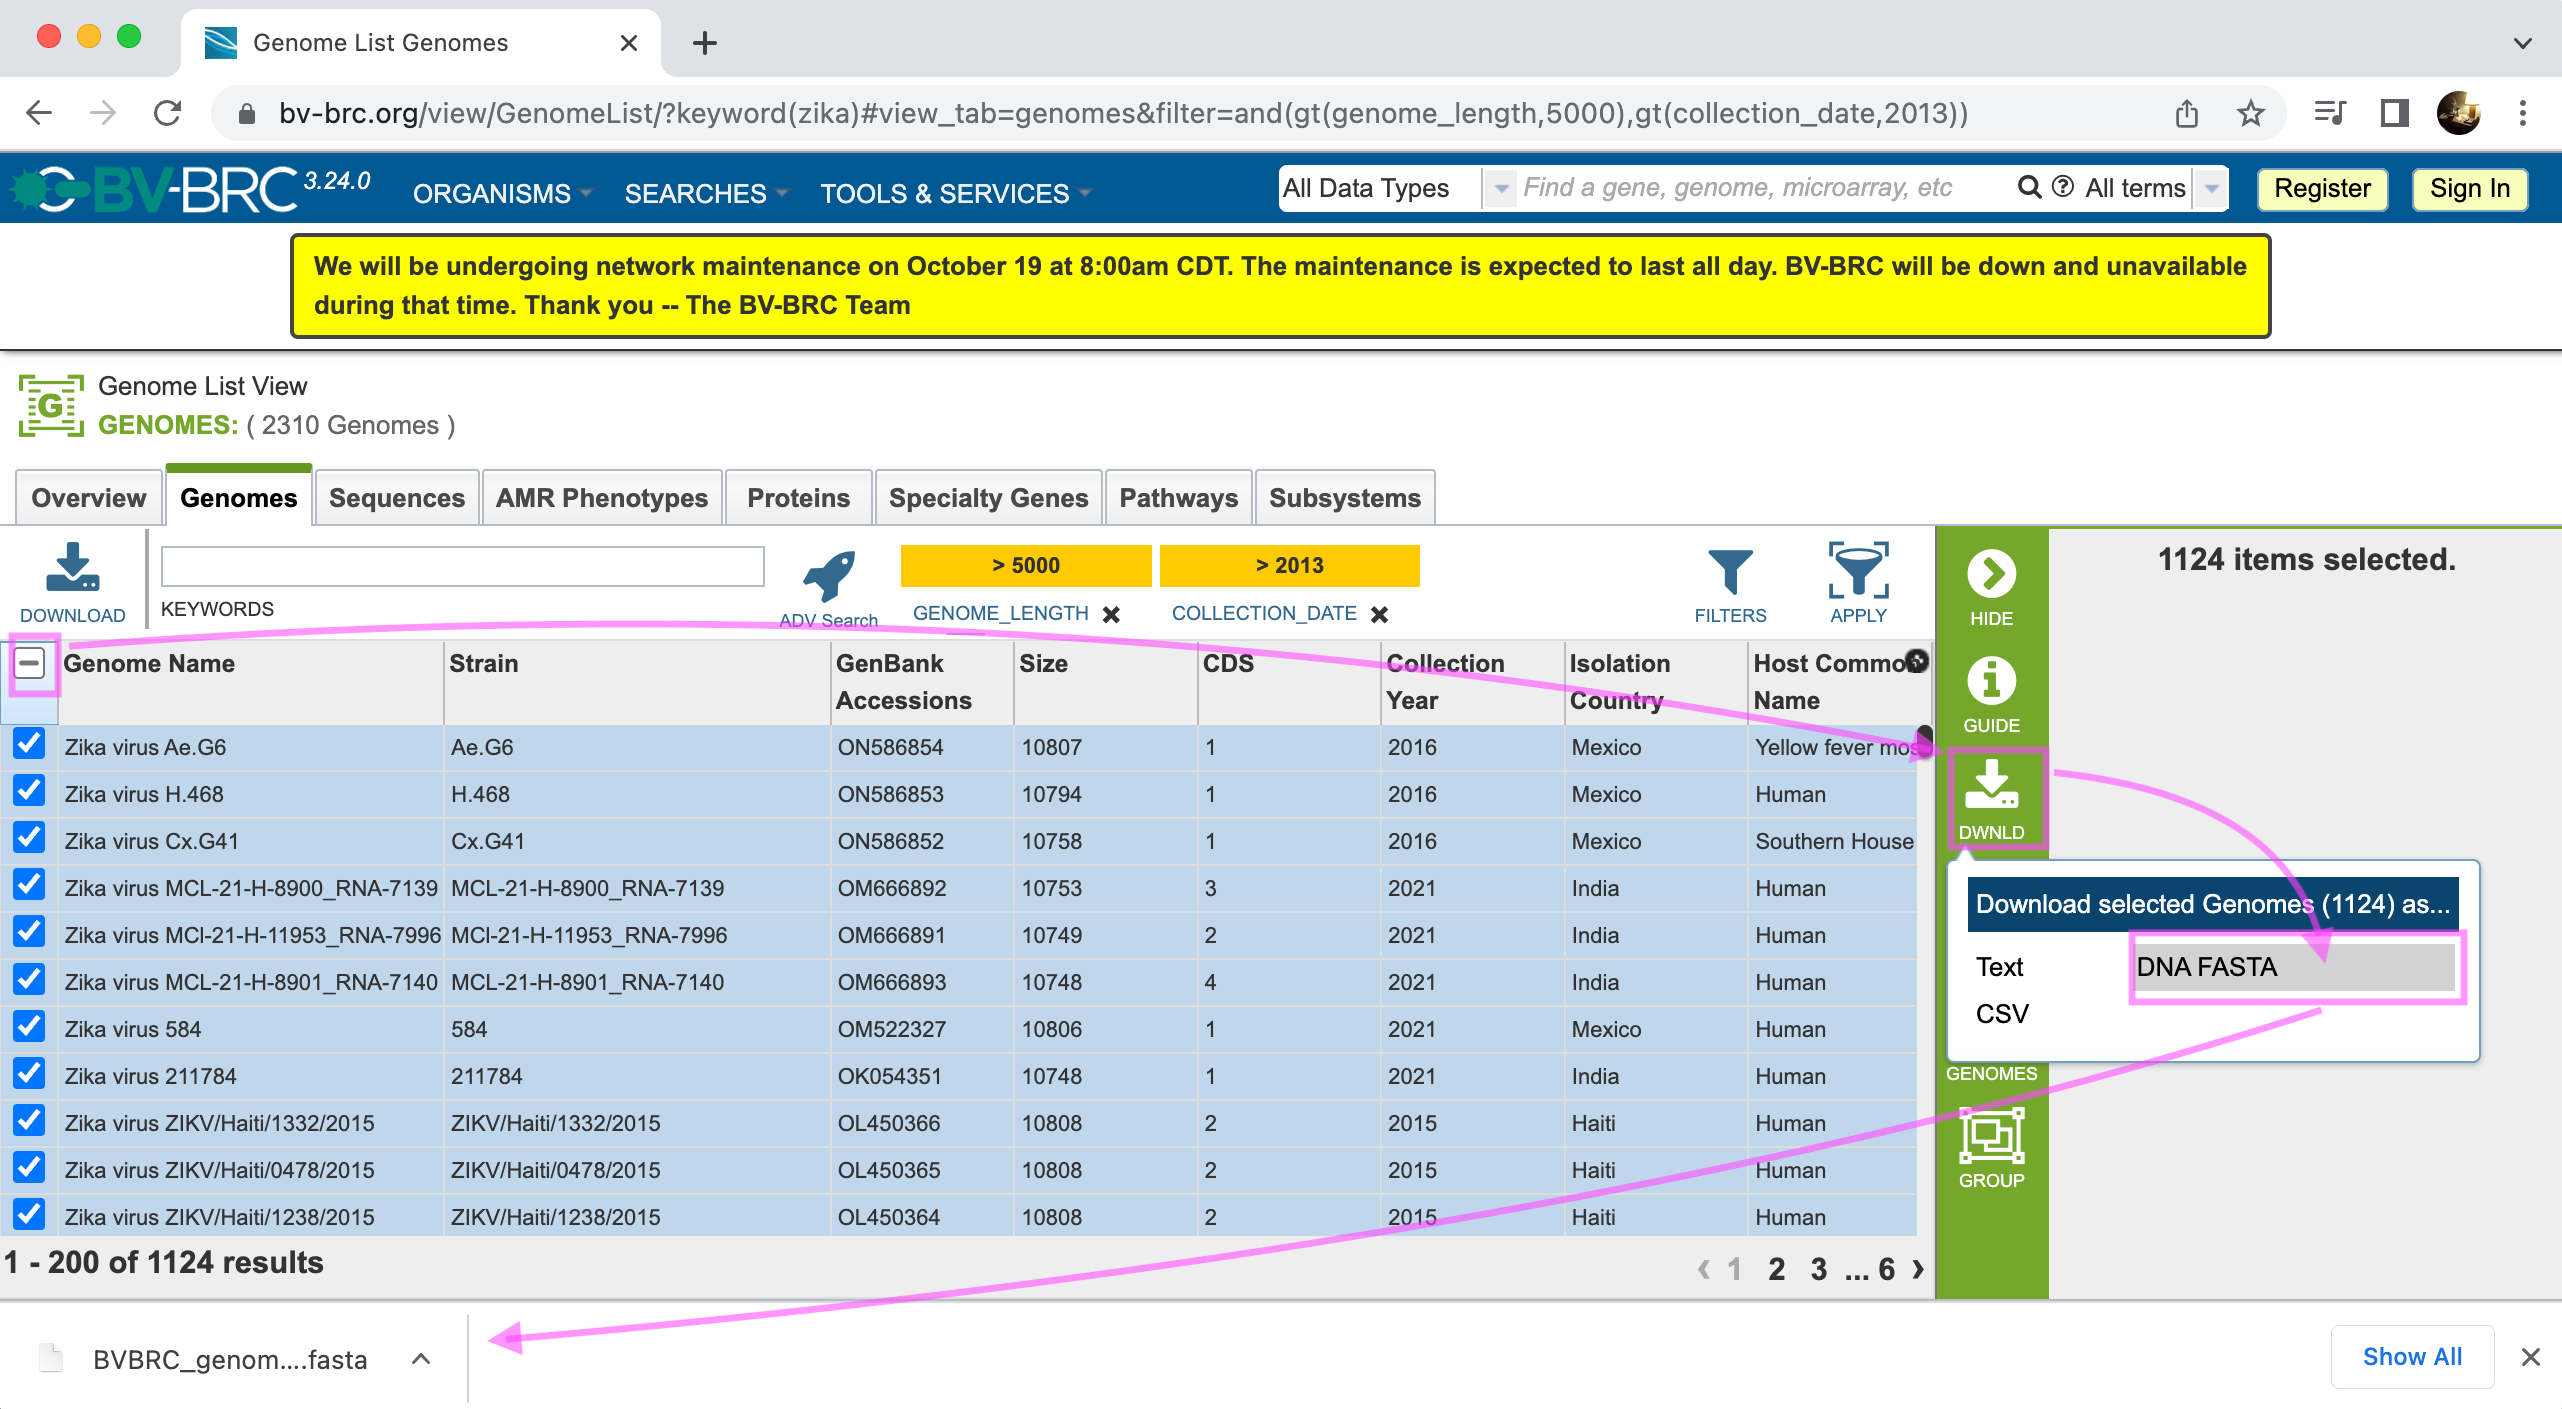 Genome List Genomes
bv-brc.org/view/GenomeList/?keyword(zika)#view_tab=genomes&filter=and(gt(genome_length,5000),gt(collection_date,2013))
BV-BRC 3.24.0 ORGANISMS SEARCHES TOOLS & SERVICES All Data Types Find a gene, genome, microarray, etc All terms Register Sign In
We will be undergoing network maintenance on October 19 at 8:00am CDT. The maintenance is expected to last all day. BV-BRC will be down and unavailable
during that time. Thank you -- The BV-BRC Team
Genome List View
GENOMES: ( 2310 Genomes )
Overview Genomes Sequences AMR Phenotypes Proteins Specialty Genes Pathways Subsystems
> 5000 > 2013
DOWNLOAD KEYWORDS ADV Search GENOME_LENGTH COLLECTION_DATE FILTERS APPLY
Genome Name Strain GenBank Accessions Size CDS Collection Year Isolation Country Host Common Name
Zika virus Ae.G6 Ae.G6 ON586854 10807 1 2016 Mexico Yellow fever mos
Zika virus H.468 H.468 ON586853 10794 1 2016 Mexico Human
Zika virus Cx.G41 Cx.G41 ON586852 10758 1 2016 Mexico Southern House
Zika virus MCL-21-H-8900_RNA-7139 MCL-21-H-8900_RNA-7139 OM666892 10753 3 2021 India Human
Zika virus MCl-21-H-11953_RNA-7996 MCl-21-H-11953_RNA-7996 OM666891 10749 2 2021 India Human
Zika virus MCL-21-H-8901_RNA-7140 MCL-21-H-8901_RNA-7140 OM666893 10748 4 2021 India Human
Zika virus 584 584 OM522327 10806 1 2021 Mexico Human
Zika virus 211784 211784 OK054351 10748 1 2021 India Human
Zika virus ZIKV/Haiti/1332/2015 ZIKV/Haiti/1332/2015 OL450366 10808 2 2015 Haiti Human
Zika virus ZIKV/Haiti/0478/2015 ZIKV/Haiti/0478/2015 OL450365 10808 2 2015 Haiti Human
Zika virus ZIKV/Haiti/1238/2015 ZIKV/Haiti/1238/2015 OL450364 10808 2 2015 Haiti Human
1 - 200 of 1124 results 1 2 3 ... 6
HIDE
GUIDE
DWNLD
GENOMES
GROUP
1124 items selected.
Download selected Genomes (1124) as...
Text DNA FASTA
CSV
BVBRC_genom....fasta Show All